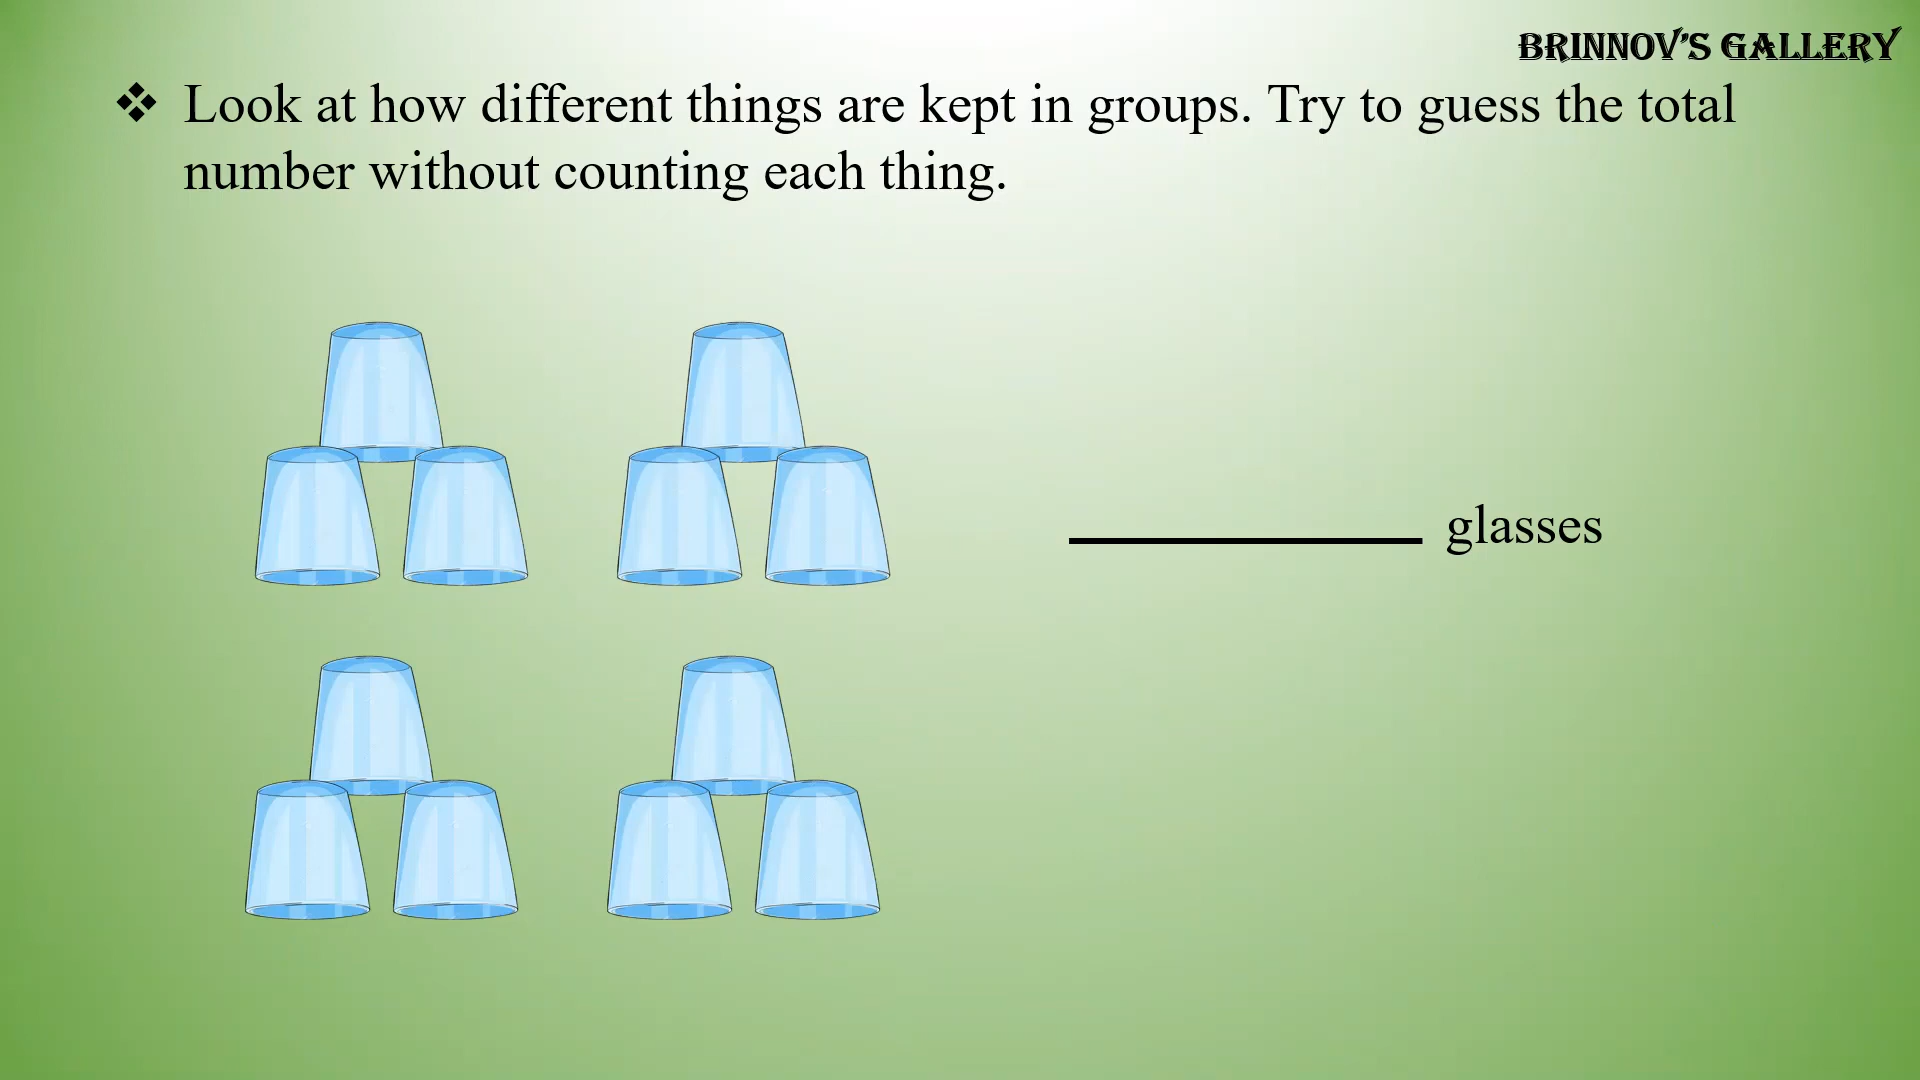 BRINNOV'S GALLERY
❖ Look at how different things are kept in groups. Try to guess the total
number without counting each thing.
__________ glasses